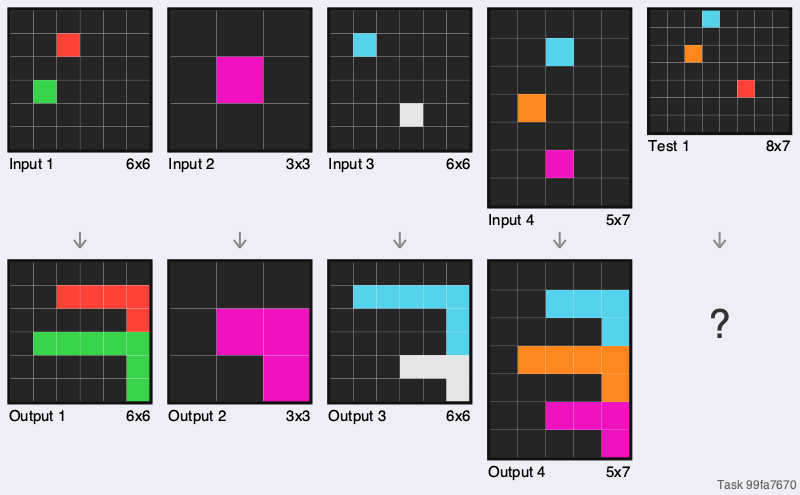 Input 1 6x6
Input 2 3x3
Input 3 6x6
Input 4 5x7
Test 1 8x7
?
Output 1 6x6
Output 2 3x3
Output 3 6x6
Output 4 5x7
Task 99fa7670